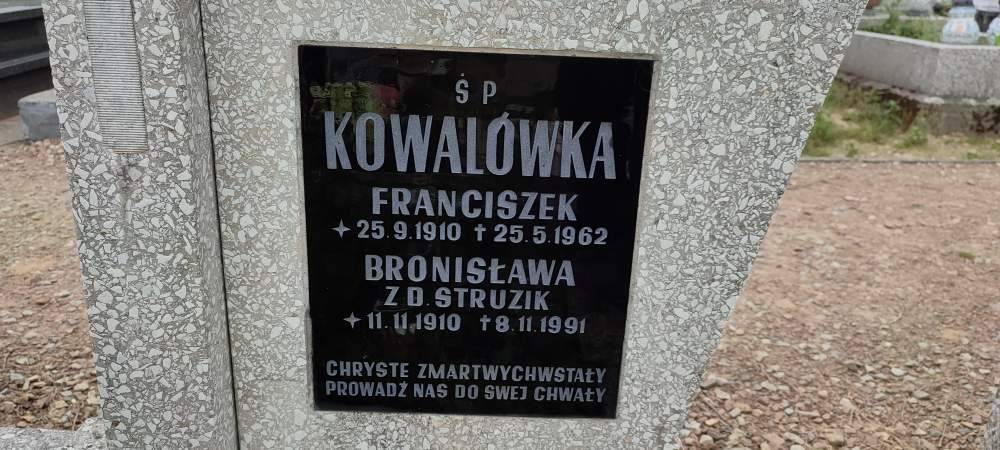 Ś P
KOWALÓWKA
FRANCISZEK
✦ 25.9.1910 † 25.5.1962
BRONISŁAWA
Z D. STRUZIK
✦ 11.11.1910 † 8.11.1991
CHRYSTE ZMARTWYCHWSTAŁY
PROWADŹ NAS DO SWEJ CHWAŁY